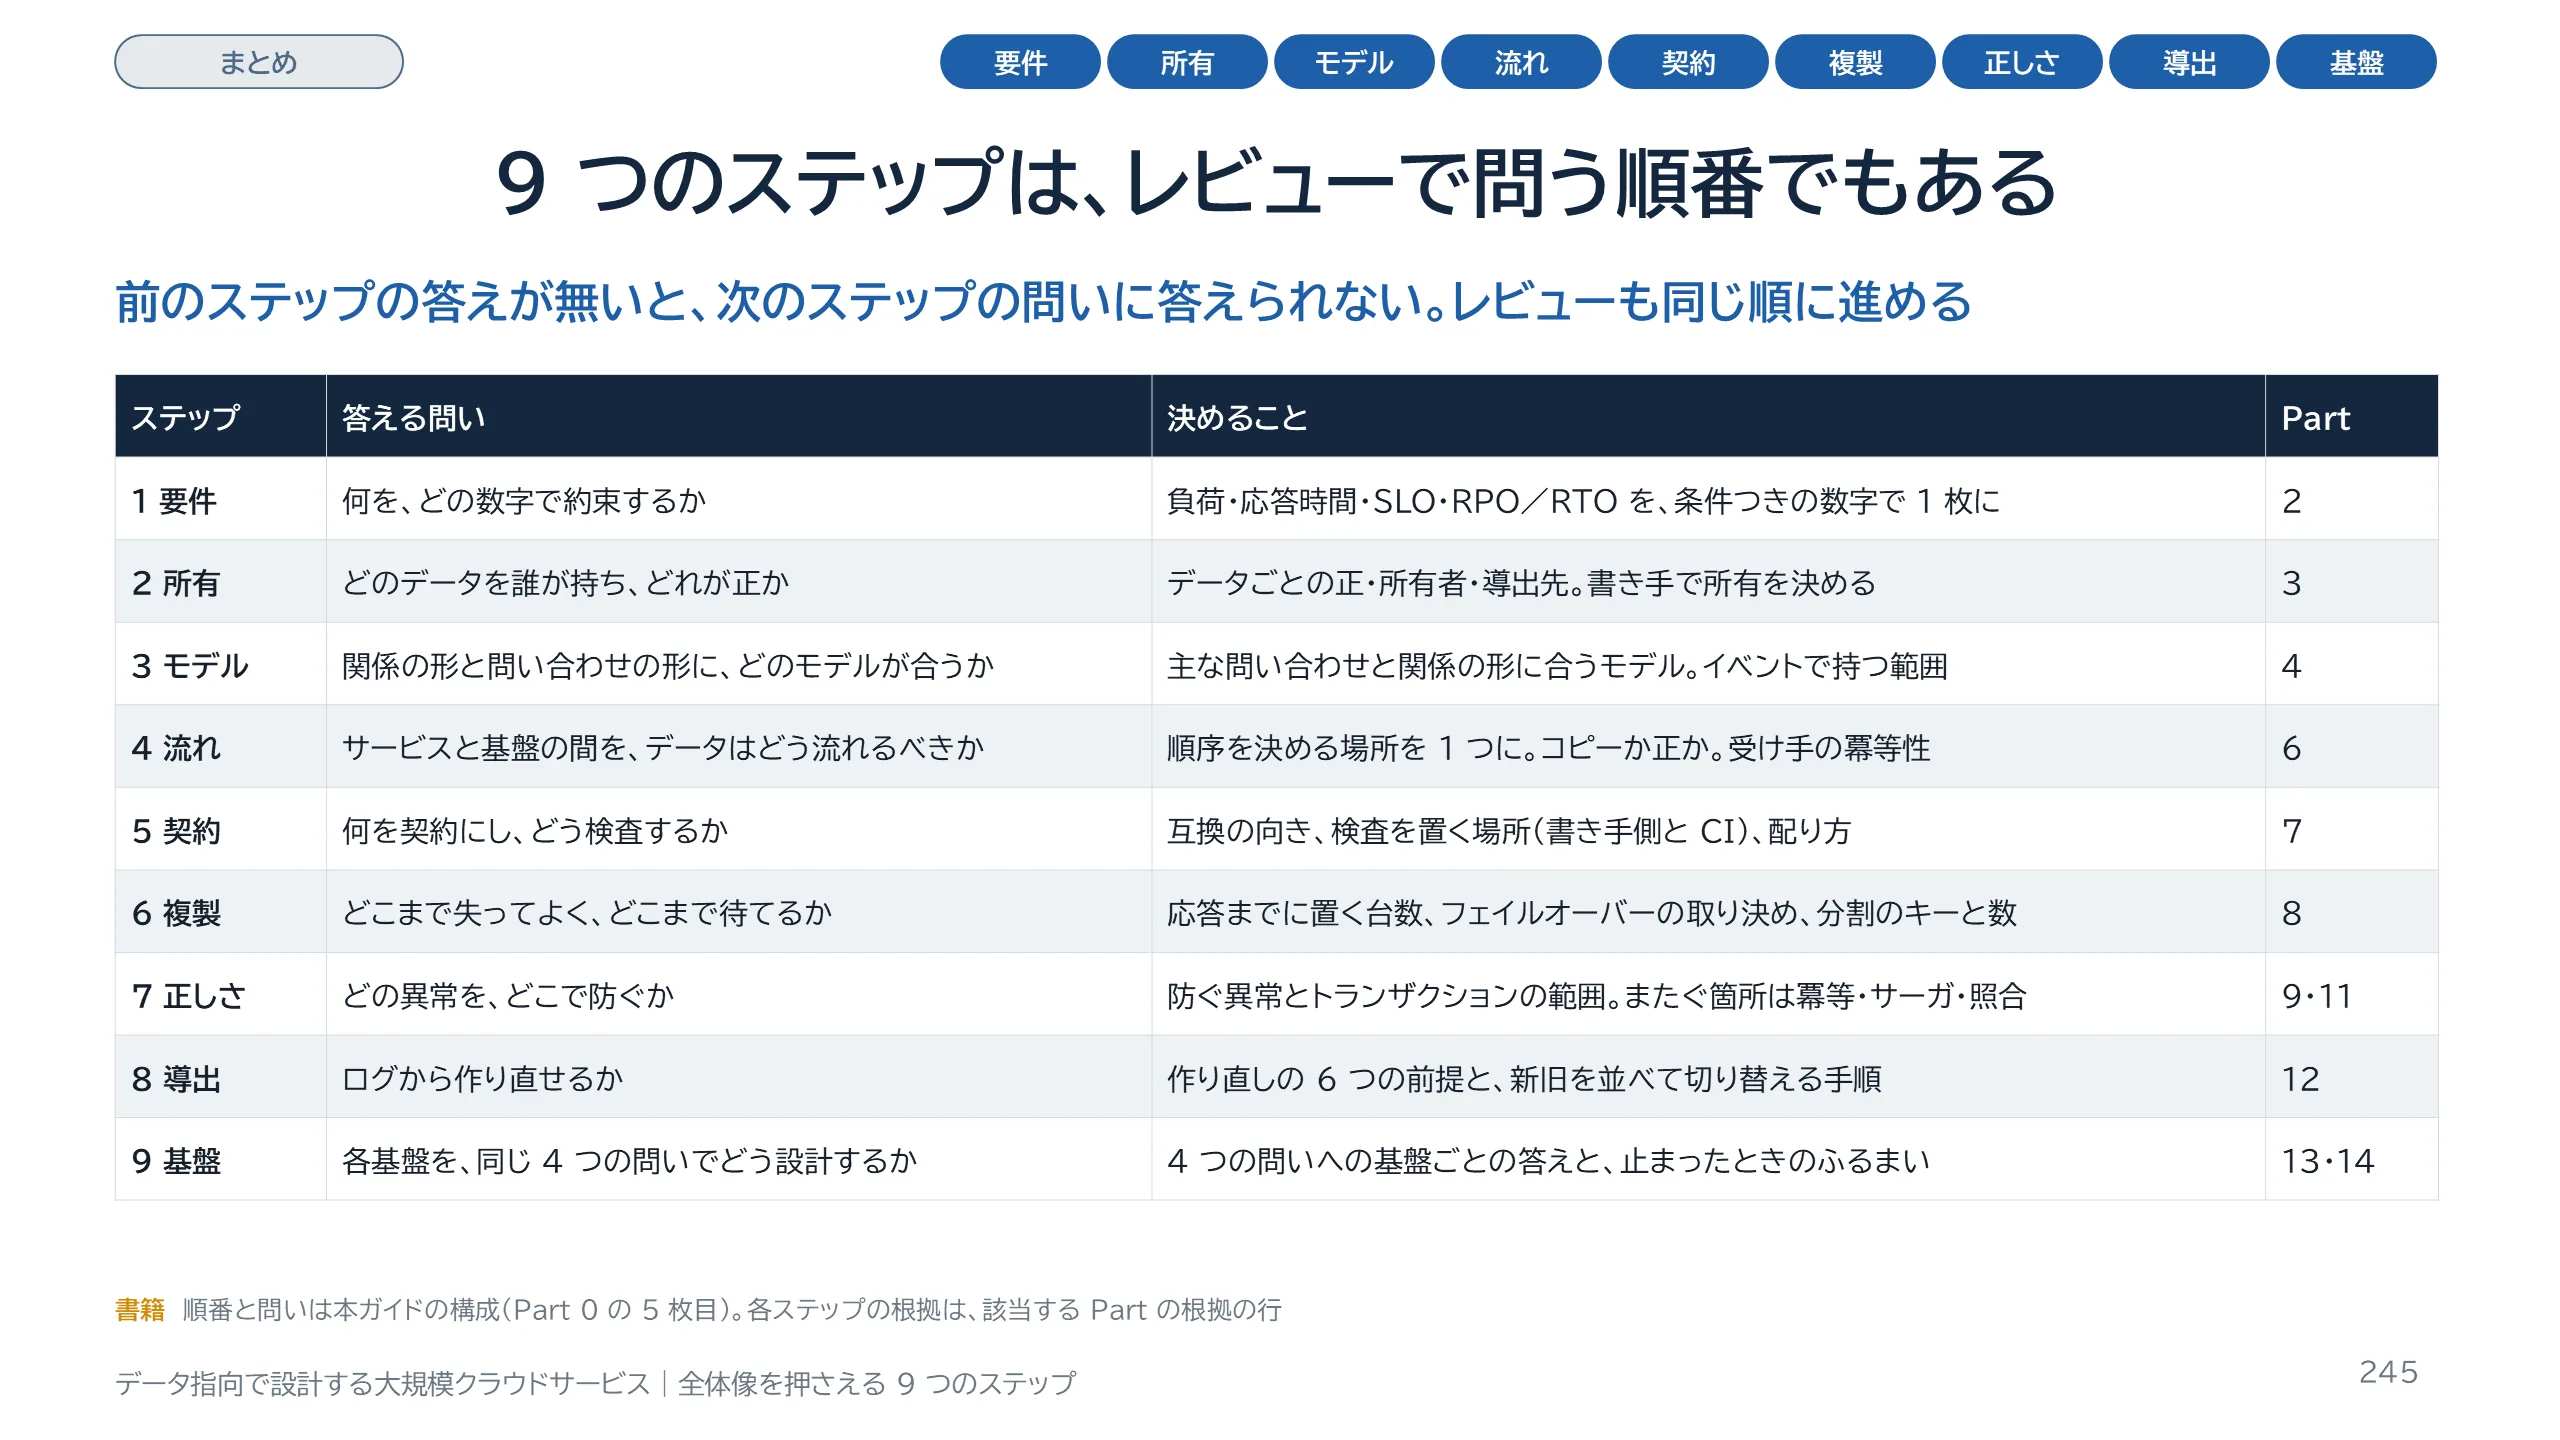 まとめ
要件 所有 モデル 流れ 契約 複製 正しさ 導出 基盤
9 つのステップは、レビューで問う順番でもある
前のステップの答えが無いと、次のステップの問いに答えられない。レビューも同じ順に進める
ステップ 答える問い 決めること Part
1 要件 何を、どの数字で約束するか 負荷・応答時間・SLO・RPO／RTO を、条件つきの数字で 1 枚に 2
2 所有 どのデータを誰が持ち、どれが正か データごとの正・所有者・導出先。書き手で所有を決める 3
3 モデル 関係の形と問い合わせの形に、どのモデルが合うか 主な問い合わせと関係の形に合うモデル。イベントで持つ範囲 4
4 流れ サービスと基盤の間を、データはどう流れるべきか 順序を決める場所を 1 つに。コピーか正か。受け手の冪等性 6
5 契約 何を契約にし、どう検査するか 互換の向き、検査を置く場所（書き手側と CI）、配り方 7
6 複製 どこまで失ってよく、どこまで待てるか 応答までに置く台数、フェイルオーバーの取り決め、分割のキーと数 8
7 正しさ どの異常を、どこで防ぐか 防ぐ異常とトランザクションの範囲。またぐ箇所は冪等・サーガ・照合 9・11
8 導出 ログから作り直せるか 作り直しの 6 つの前提と、新旧を並べて切り替える手順 12
9 基盤 各基盤を、同じ 4 つの問いでどう設計するか 4 つの問いへの基盤ごとの答えと、止まったときのふるまい 13・14
書籍 順番と問いは本ガイドの構成（Part 0 の 5 枚目）。各ステップの根拠は、該当する Part の根拠の行
データ指向で設計する大規模クラウドサービス｜全体像を押さえる 9 つのステップ
245